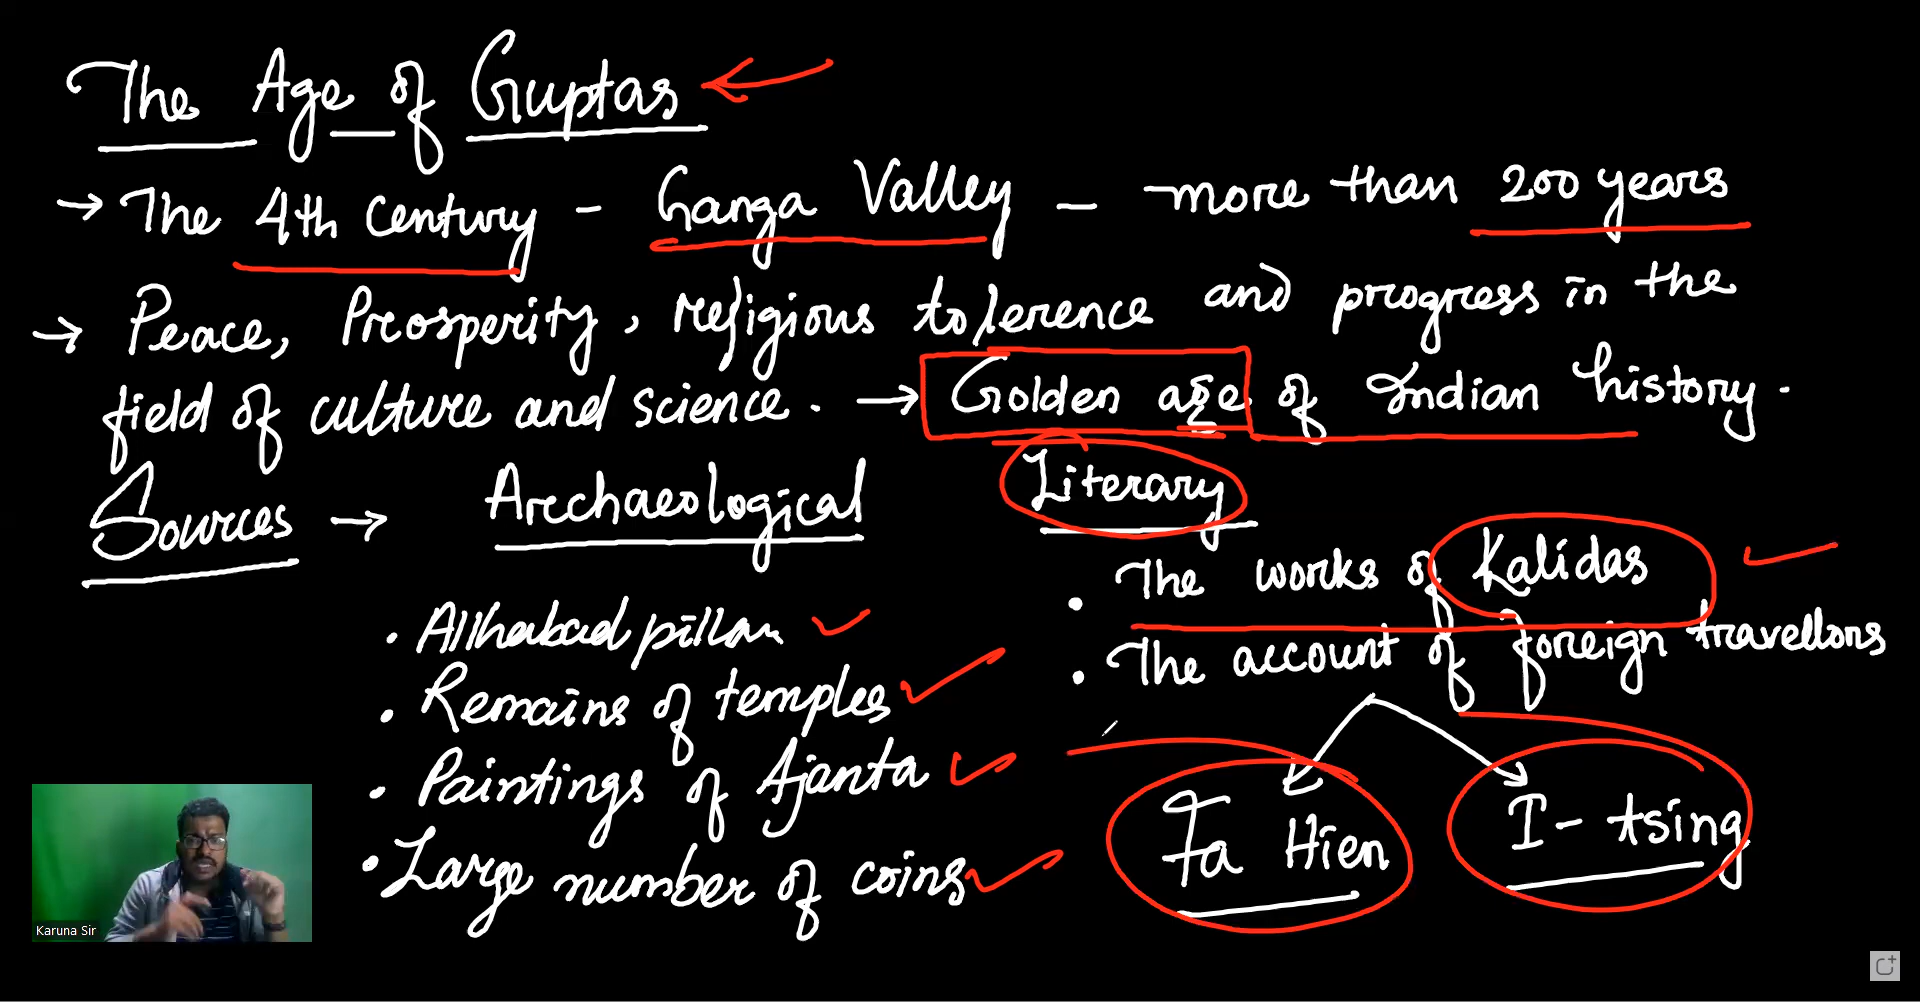 The Age of Guptas
→ The 4th century - Ganga Valley - more than 200 years
→ Peace, Prosperity, religious tolerence and progress in the
field of culture and science. → Golden age of Indian history.
Sources → Archaeological
• Allhabad pillar
• Remains of temples
• Paintings of Ajanta
• Large number of coins
Literary
• The works of Kalidas
• The account of foreign travellors
Fa Hien
I-tsing
Karuna Sir